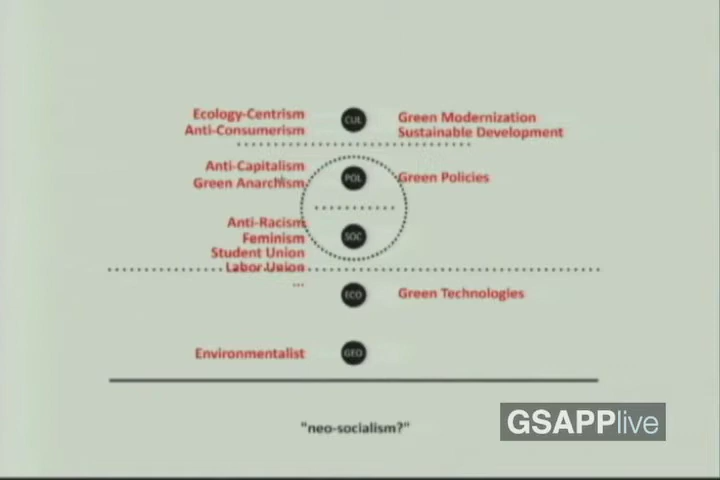 Ecology-Centrism
Anti-Consumerism
CUL
Green Modernization
Sustainable Development
Anti-Capitalism
Green Anarchism
POL
Green Policies
Anti-Racism
Feminism
Student Union
Labor Union
...
SOC
ECO
Green Technologies
Environmentalist
GEO
"neo-socialism?"
GSAPPlive